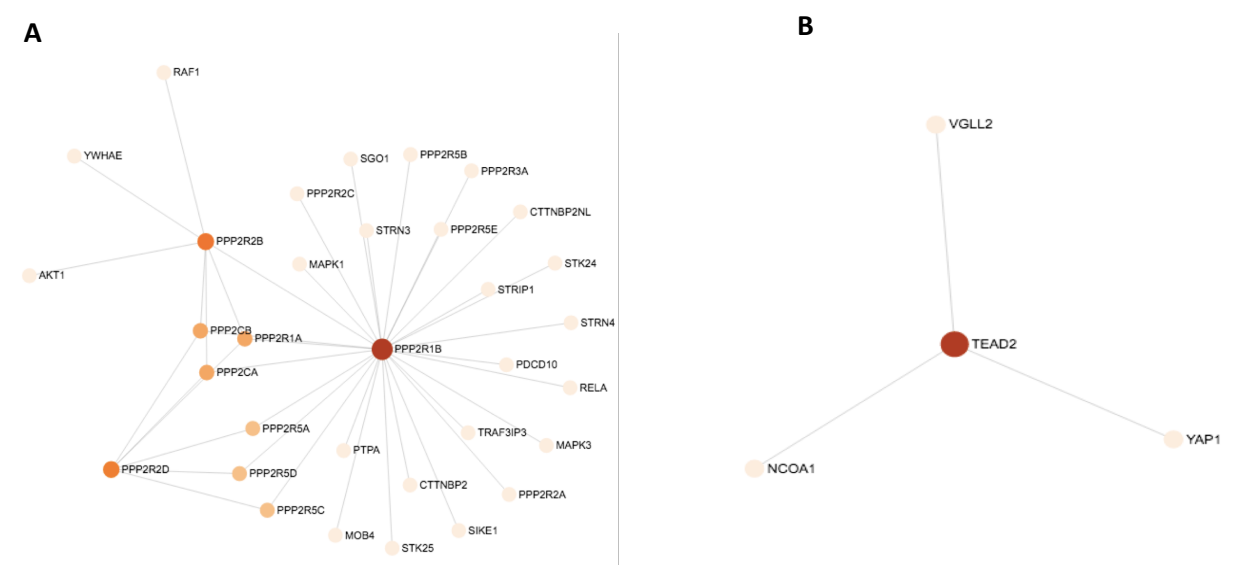 A
B
RAF1
YWHAE
PPP2R2B
AKT1
PPP2CB
PPP2R1A
PPP2CA
PPP2R2D
PPP2R5A
PPP2R5D
PPP2R5C
SGO1
PPP2R5B
PPP2R3A
PPP2R2C
CTTNBP2NL
STRN3
PPP2R5E
MAPK1
STK24
STRIP1
STRN4
PPP2R1B
PDCD10
RELA
TRAF3IP3
MAPK3
PTPA
CTTNBP2
PPP2R2A
SIKE1
MOB4
STK25
VGLL2
TEAD2
YAP1
NCOA1